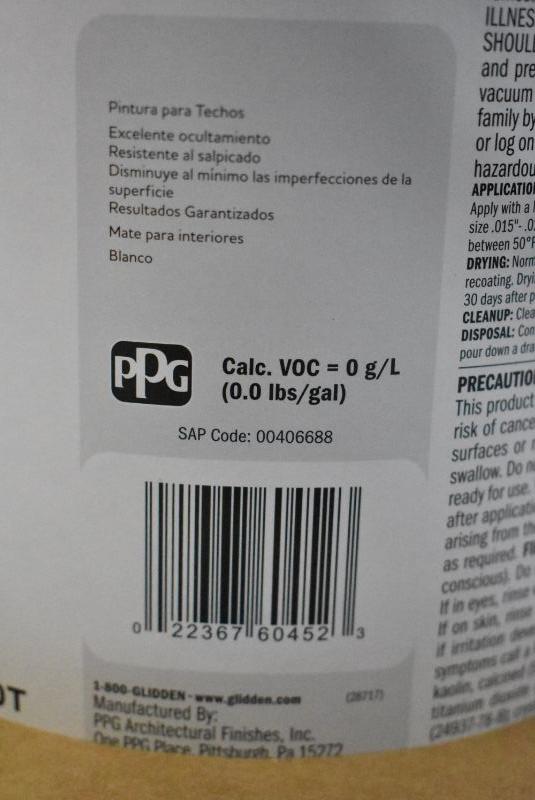 Pintura para Techos
Excelente ocultamiento
Resistente al salpicado
Disminuye al mínimo las imperfecciones de la
superficie
Resultados Garantizados
Mate para interiores
Blanco
PPG
Calc. VOC = 0 g/L
(0.0 lbs/gal)
SAP Code: 00406688
0 22367 60452 3
1-800-GLIDDEN - www.glidden.com (28717)
Manufactured By:
PPG Architectural Finishes, Inc.
One PPG Place, Pittsburgh, Pa 15272
OT
SHOUL
and pre
vacuum
family by
or log on
hazardou
APPLICATIO
Apply with a
size .015"-
between 50°F
DRYING: Norm
recoating. Dryi
30 days after p
CLEANUP: Clea
DISPOSAL: Con
pour down a dra
PRECAUTIO
This product
risk of cance
surfaces or
swallow. Do no
ready for use.
after applicati
arising from th
as required.
conscious). Do
If in eyes, rinse
If on skin, rinse
if irritation deve
symptoms call a
kaolin, calcined
titanium dioxide